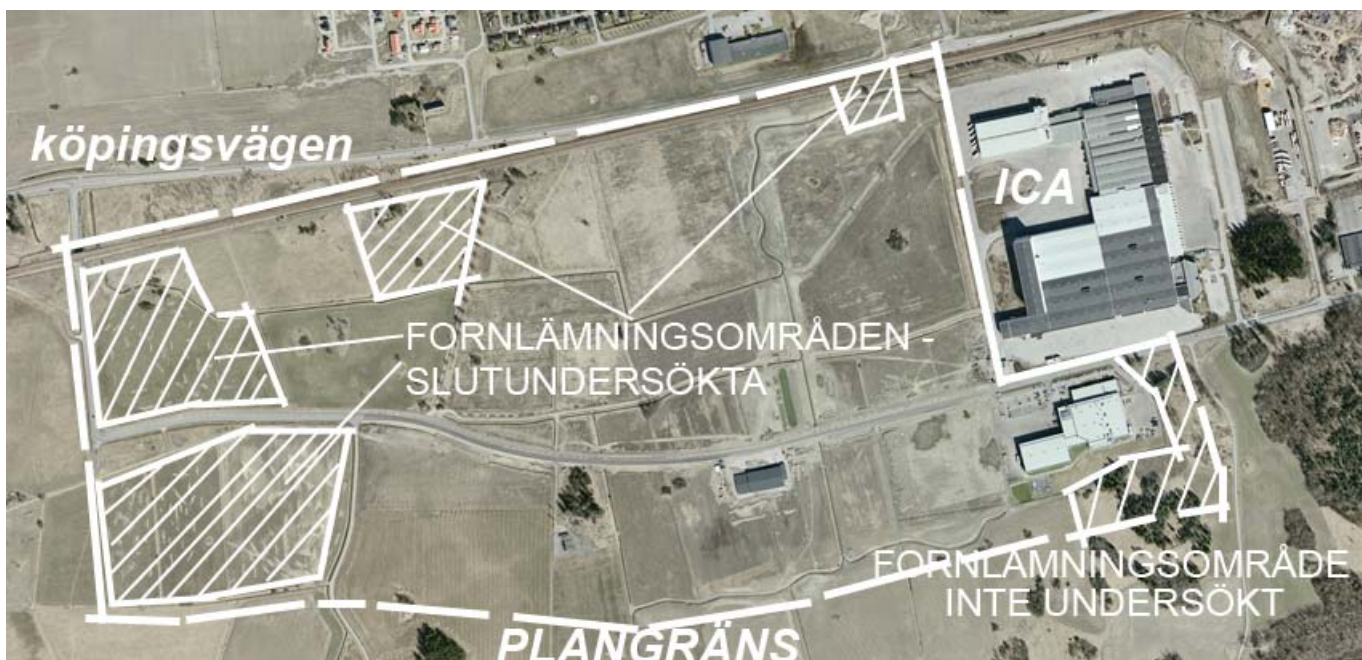 köpingsvägen
ICA
FORNLÄMNINGSOMRÅDEN -
SLUTUNDERSÖKTA
FORNLÄMNINGSOMRÅDE
INTE UNDERSÖKT
PLANGRÄNS